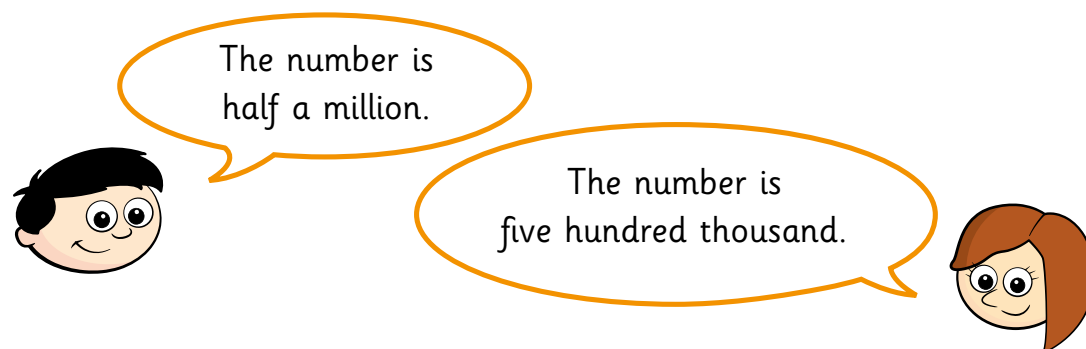 The number is
half a million.
The number is
five hundred thousand.